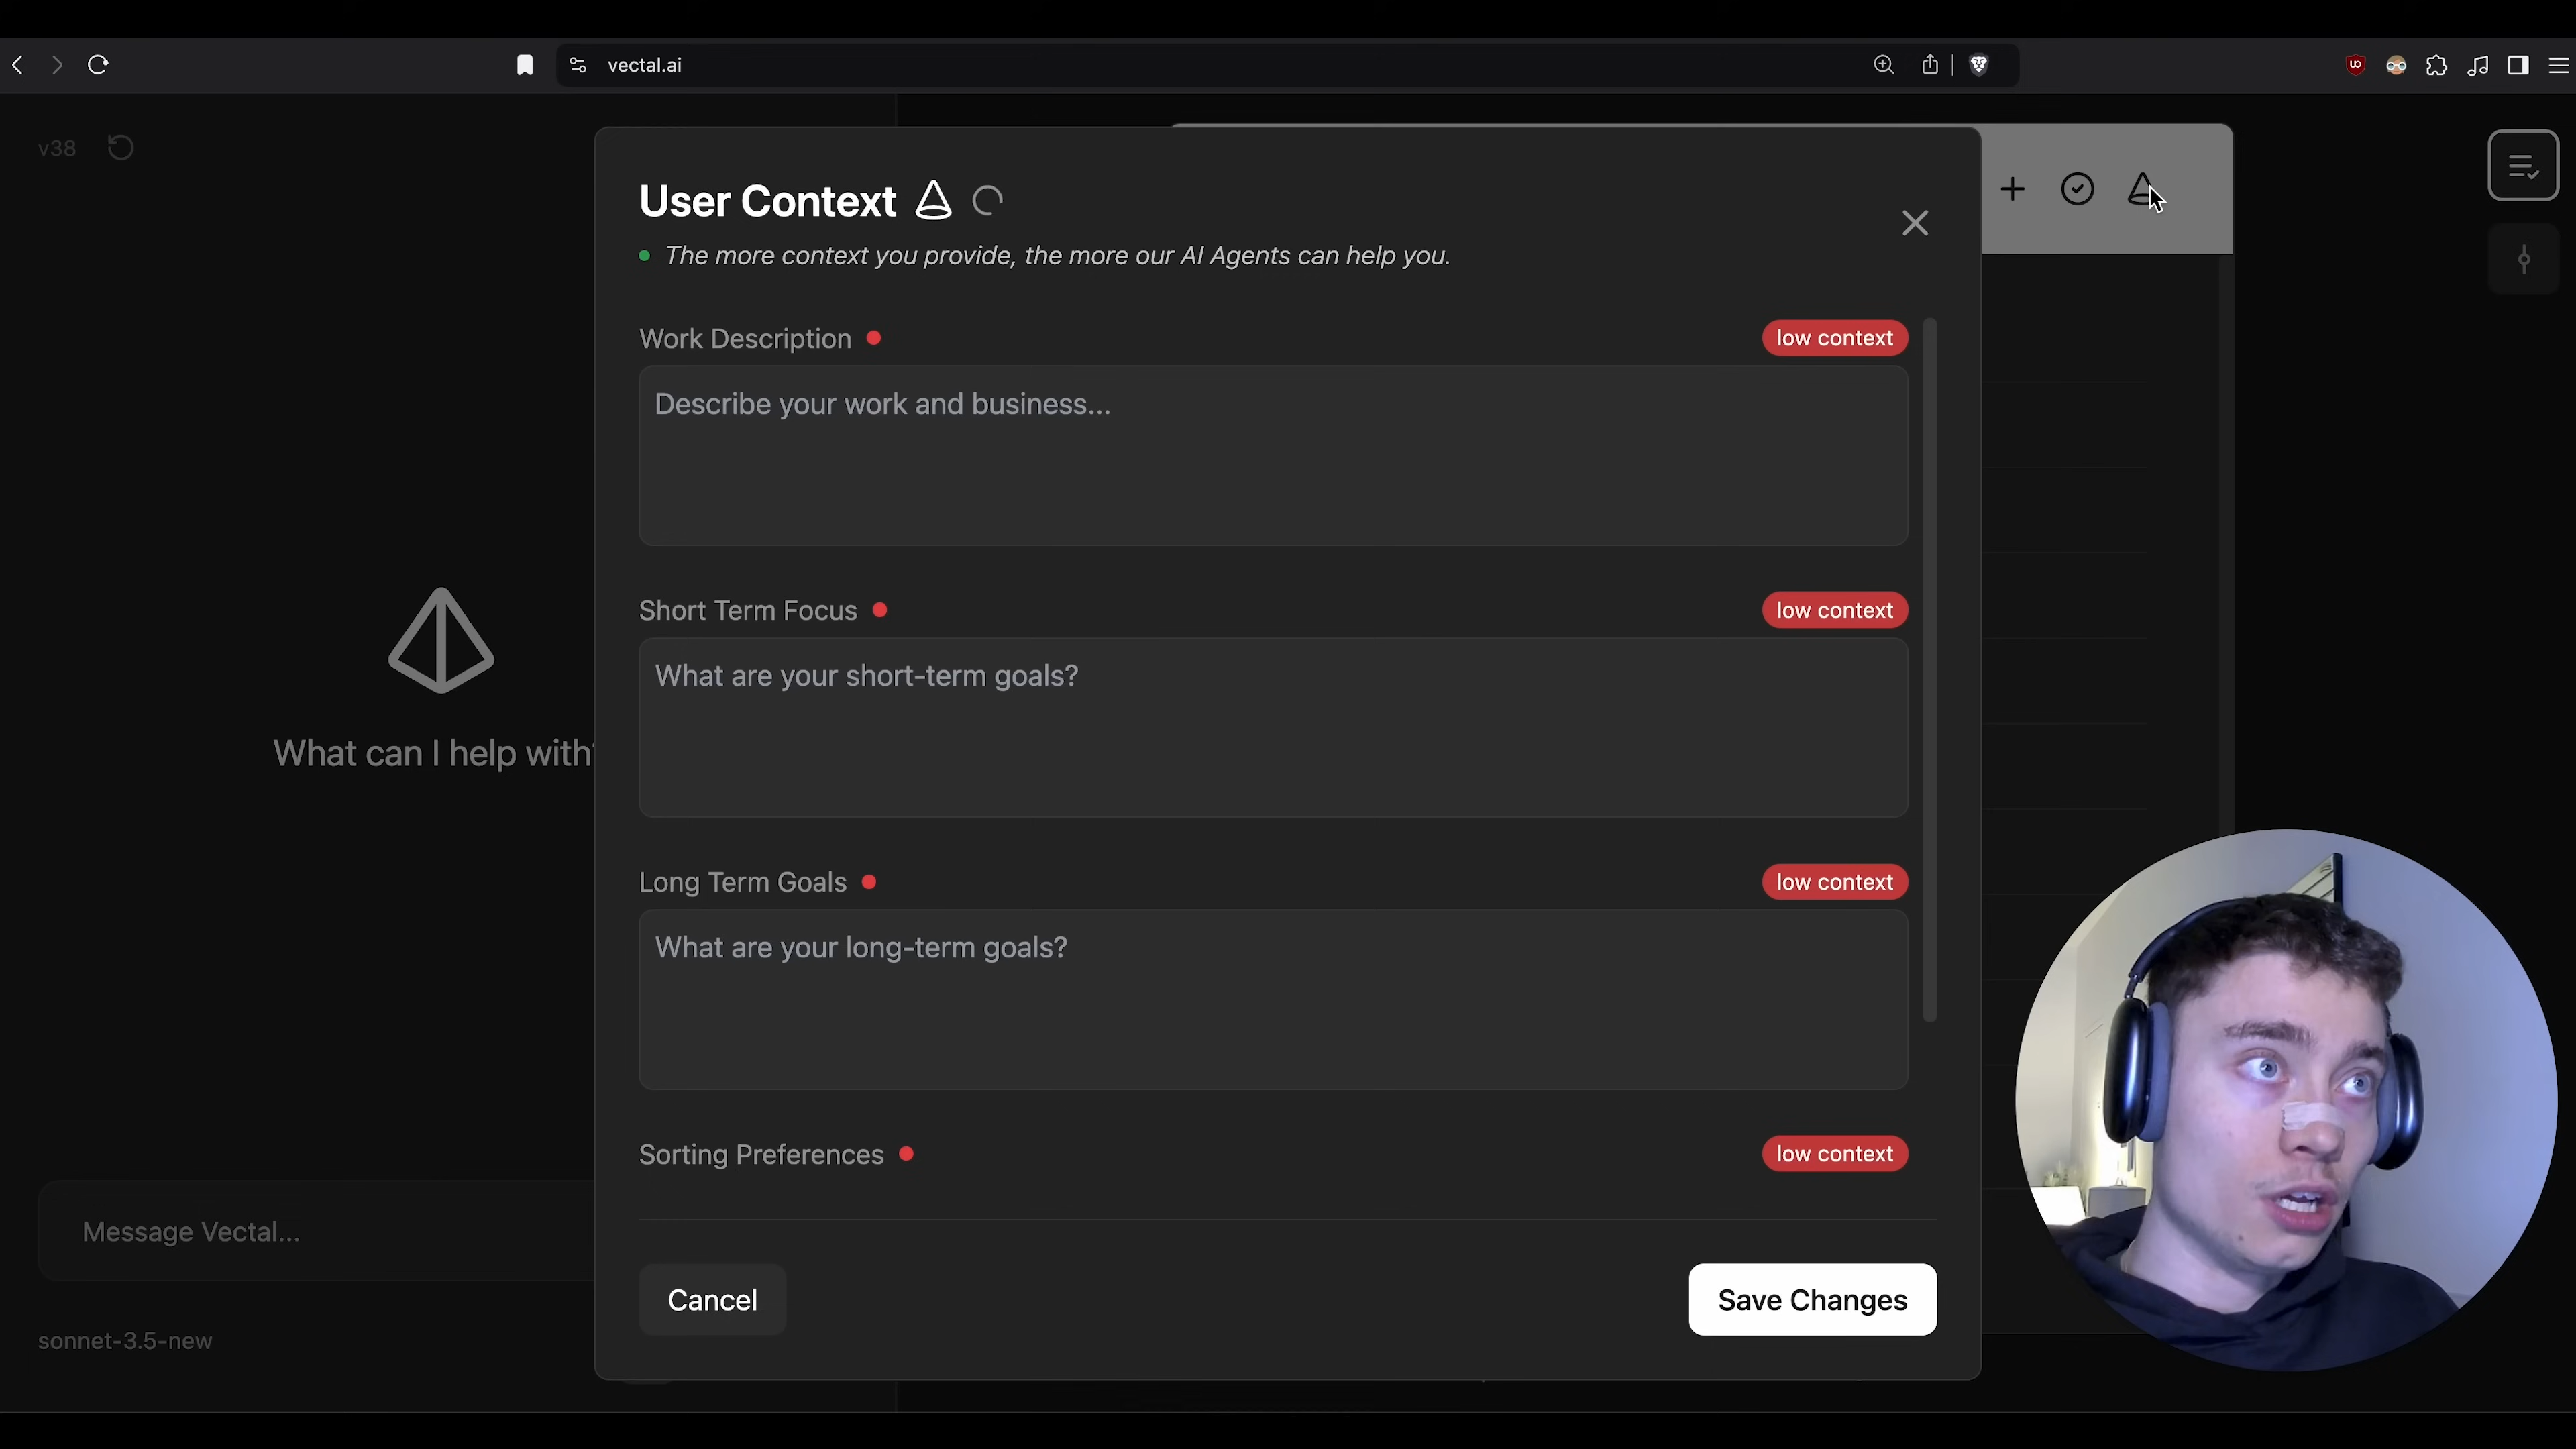 vectal.ai
v38
User Context
The more context you provide, the more our AI Agents can help you.
Work Description
low context
Describe your work and business...
Short Term Focus
low context
What are your short-term goals?
Long Term Goals
low context
What are your long-term goals?
Sorting Preferences
low context
What can I help with?
Message Vectal...
Cancel
Save Changes
sonnet-3.5-new